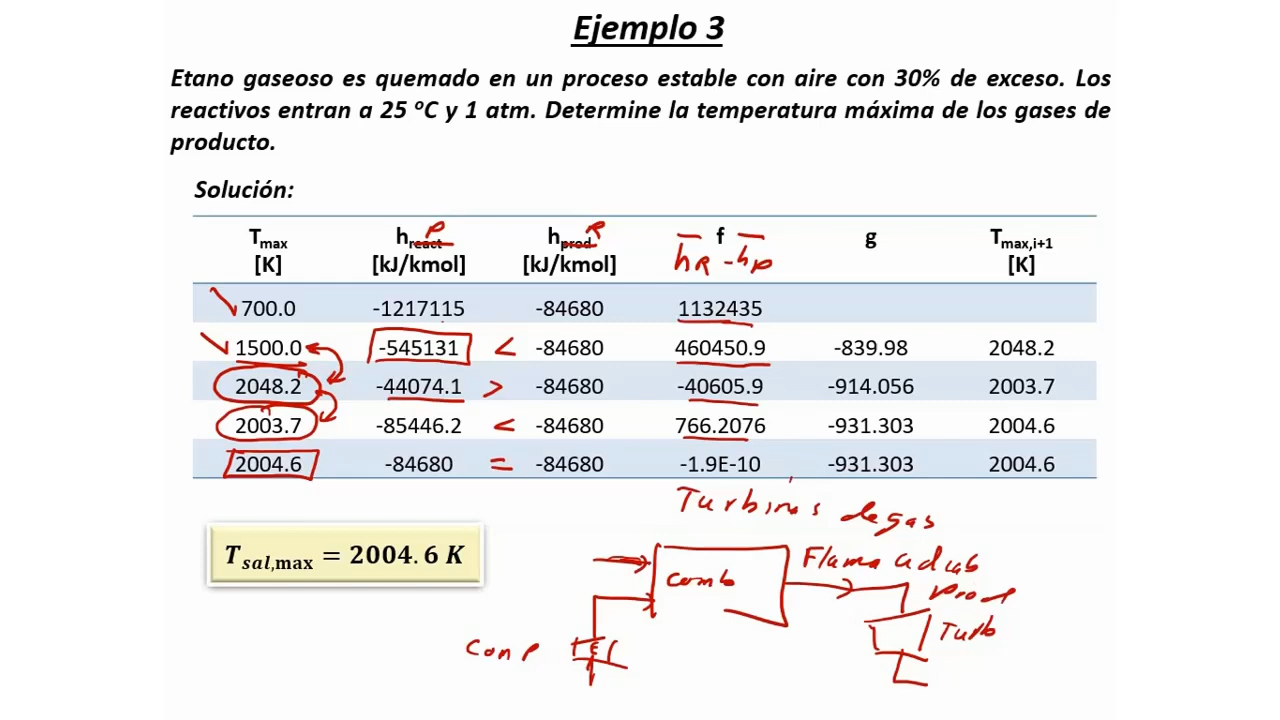 Ejemplo 3
Etano gaseoso es quemado en un proceso estable con aire con 30% de exceso. Los
reactivos entran a 25 ºC y 1 atm. Determine la temperatura máxima de los gases de
producto.
Solución:
Tmax hreact P hprod R f g Tmax,i+1
[K] [kJ/kmol] [kJ/kmol] hR - hP [K]
700.0 -1217115 -84680 1132435
1500.0 -545131 < -84680 460450.9 -839.98 2048.2
2048.2 -44074.1 > -84680 -40605.9 -914.056 2003.7
2003.7 -85446.2 < -84680 766.2076 -931.303 2004.6
2004.6 -84680 = -84680 -1.9E-10 -931.303 2004.6
Turbinas de gas
Tsal,max = 2004.6 K
Flama adiab
Comb
Prod
Turb
Comp